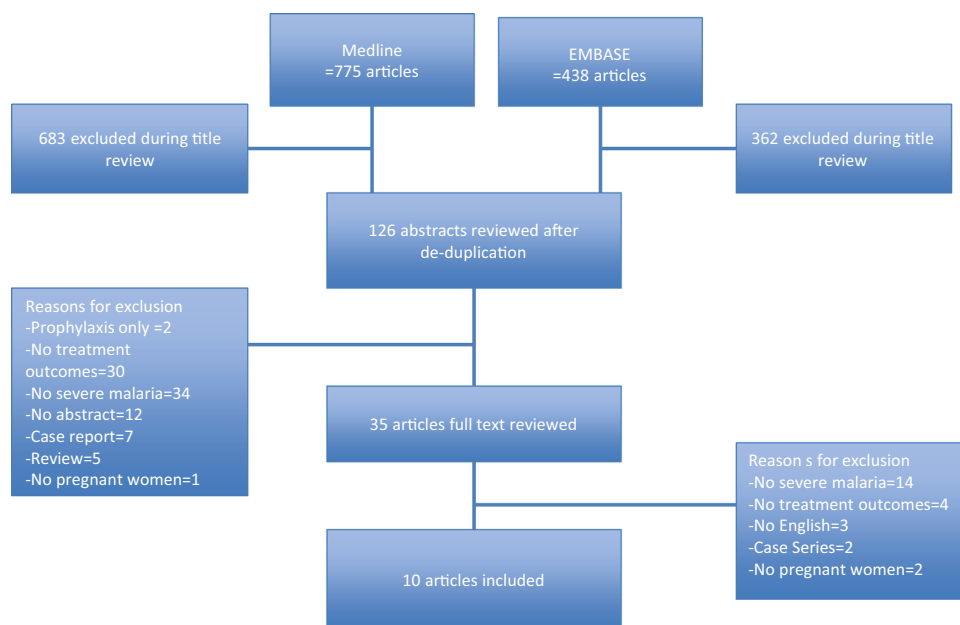 Medline
=775 articles
EMBASE
=438 articles
683 excluded during title
review
362 excluded during title
review
126 abstracts reviewed after
de-duplication
Reasons for exclusion
-Prophylaxis only =2
-No treatment
outcomes=30
-No severe malaria=34
-No abstract=12
-Case report=7
-Review=5
-No pregnant women=1
35 articles full text reviewed
Reason s for exclusion
-No severe malaria=14
-No treatment outcomes=4
-No English=3
-Case Series=2
-No pregnant women=2
10 articles included